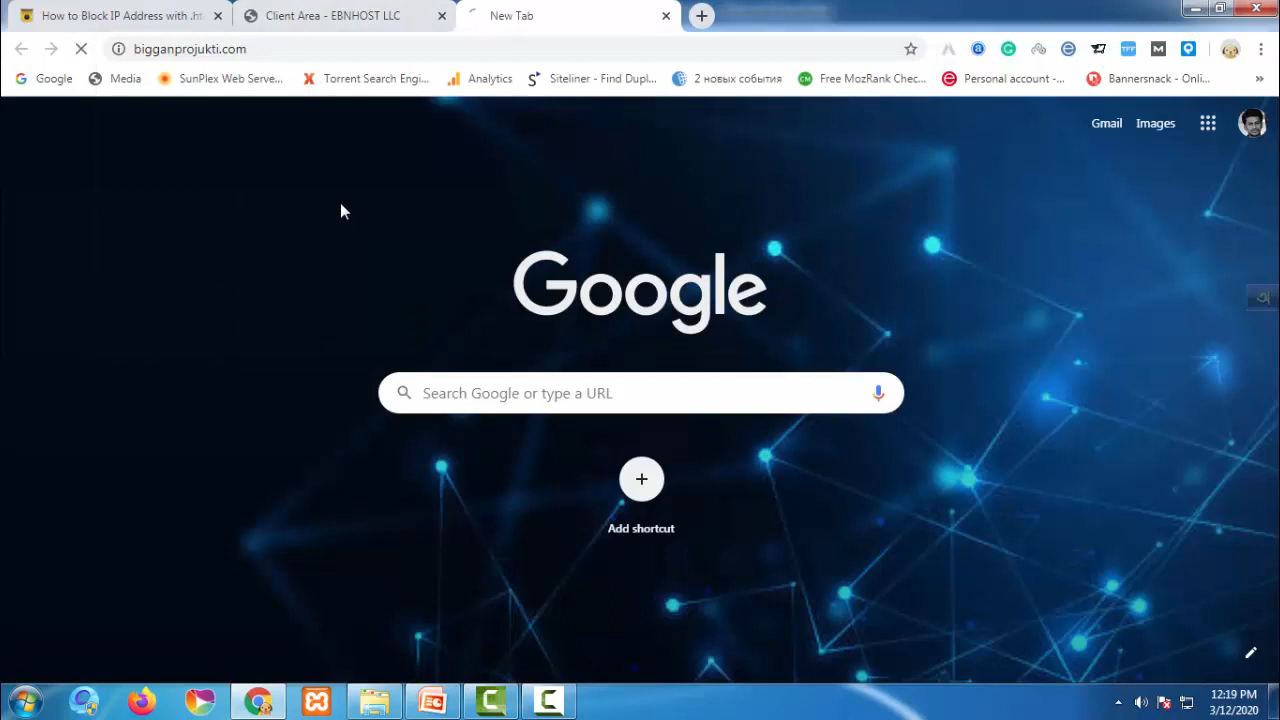 How to Block IP Address with .ht
Client Area - EBNHOST LLC
New Tab
bigganprojukti.com
Google
Media
SunPlex Web Serve...
Torrent Search Engi...
Analytics
Siteliner - Find Dupl...
2 новых события
Free MozRank Chec...
Personal account -...
Bannersnack - Onli...
Gmail
Images
Google
Search Google or type a URL
Add shortcut
12:19 PM
3/12/2020